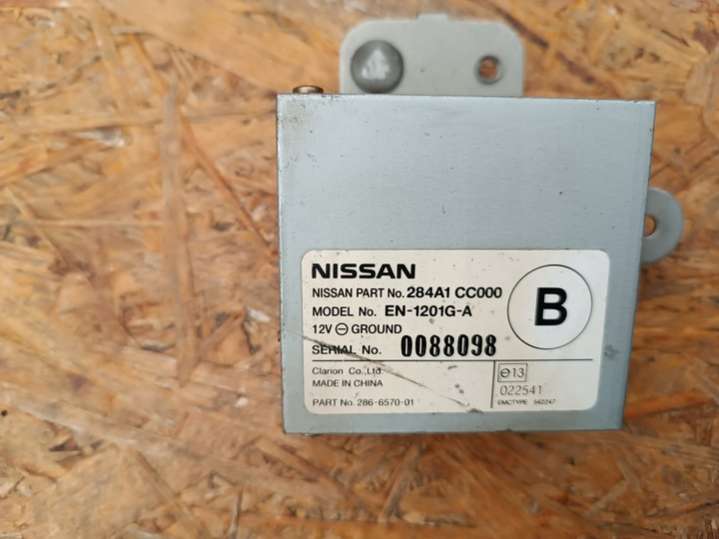 NISSAN
NISSAN PART No. 284A1 CC000
MODEL No. EN-1201G-A
12V ⊖ GROUND
SERIAL No. 0088098
B
Clarion Co.,Ltd.
MADE IN CHINA
PART No. 286-6570-01
e13
022541
EMCTYPE